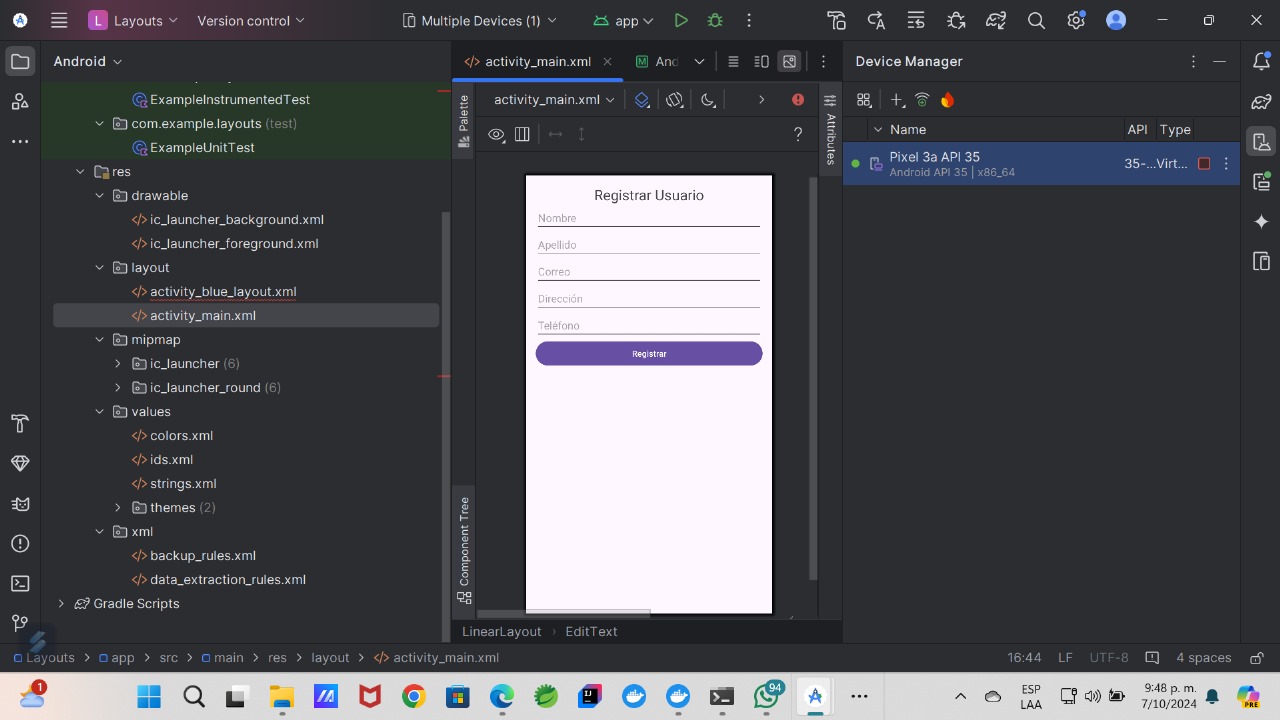 L Layouts Version control Multiple Devices (1) app
Android
ExampleInstrumentedTest
com.example.layouts (test)
ExampleUnitTest
res
drawable
ic_launcher_background.xml
ic_launcher_foreground.xml
layout
activity_blue_layout.xml
activity_main.xml
mipmap
ic_launcher (6)
ic_launcher_round (6)
values
colors.xml
ids.xml
strings.xml
themes (2)
xml
backup_rules.xml
data_extraction_rules.xml
Gradle Scripts
activity_main.xml M And
Palette
activity_main.xml
?
Attributes
Registrar Usuario
Nombre
Apellido
Correo
Dirección
Teléfono
Registrar
Component Tree
LinearLayout > EditText
Device Manager
Name API Type
Pixel 3a API 35 35-... Virt...
Android API 35 | x86_64
Layouts > app > src > main > res > layout > activity_main.xml 16:44 LF UTF-8 4 spaces
1
94
ESP
LAA
9:48 p. m.
7/10/2024
PRE